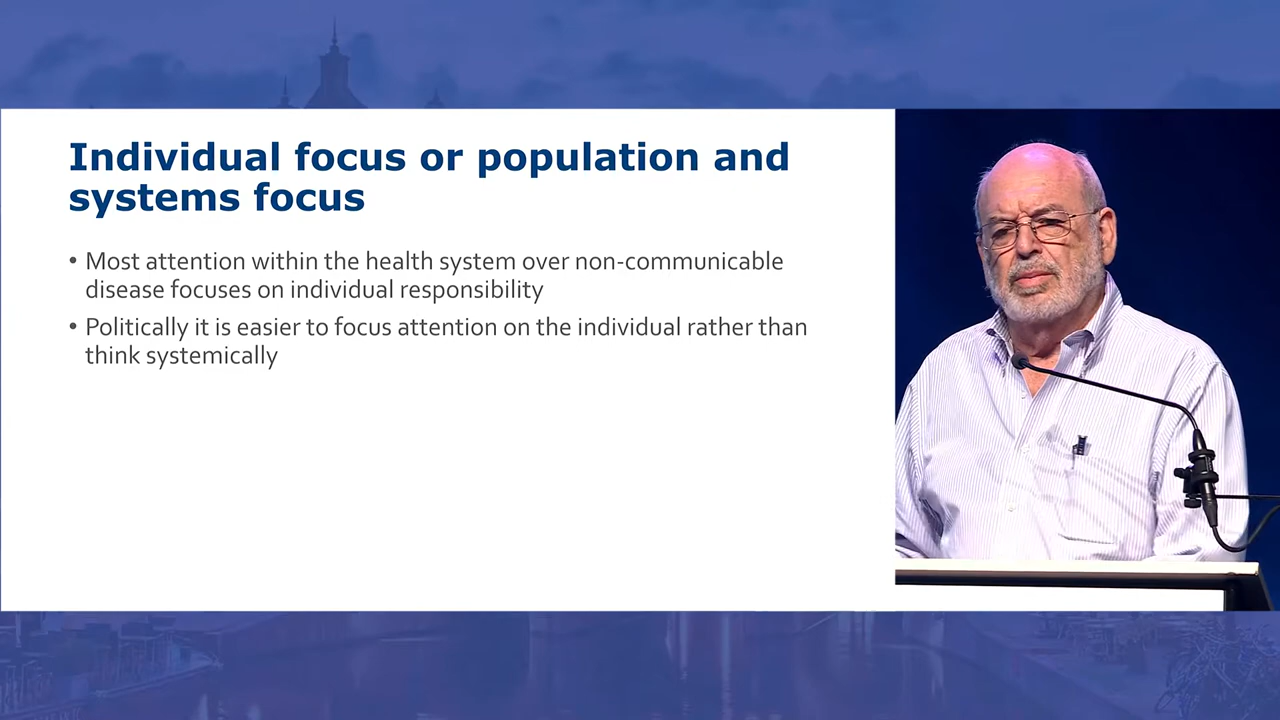 Individual focus or population and
systems focus
• Most attention within the health system over non-communicable
disease focuses on individual responsibility
• Politically it is easier to focus attention on the individual rather than
think systemically